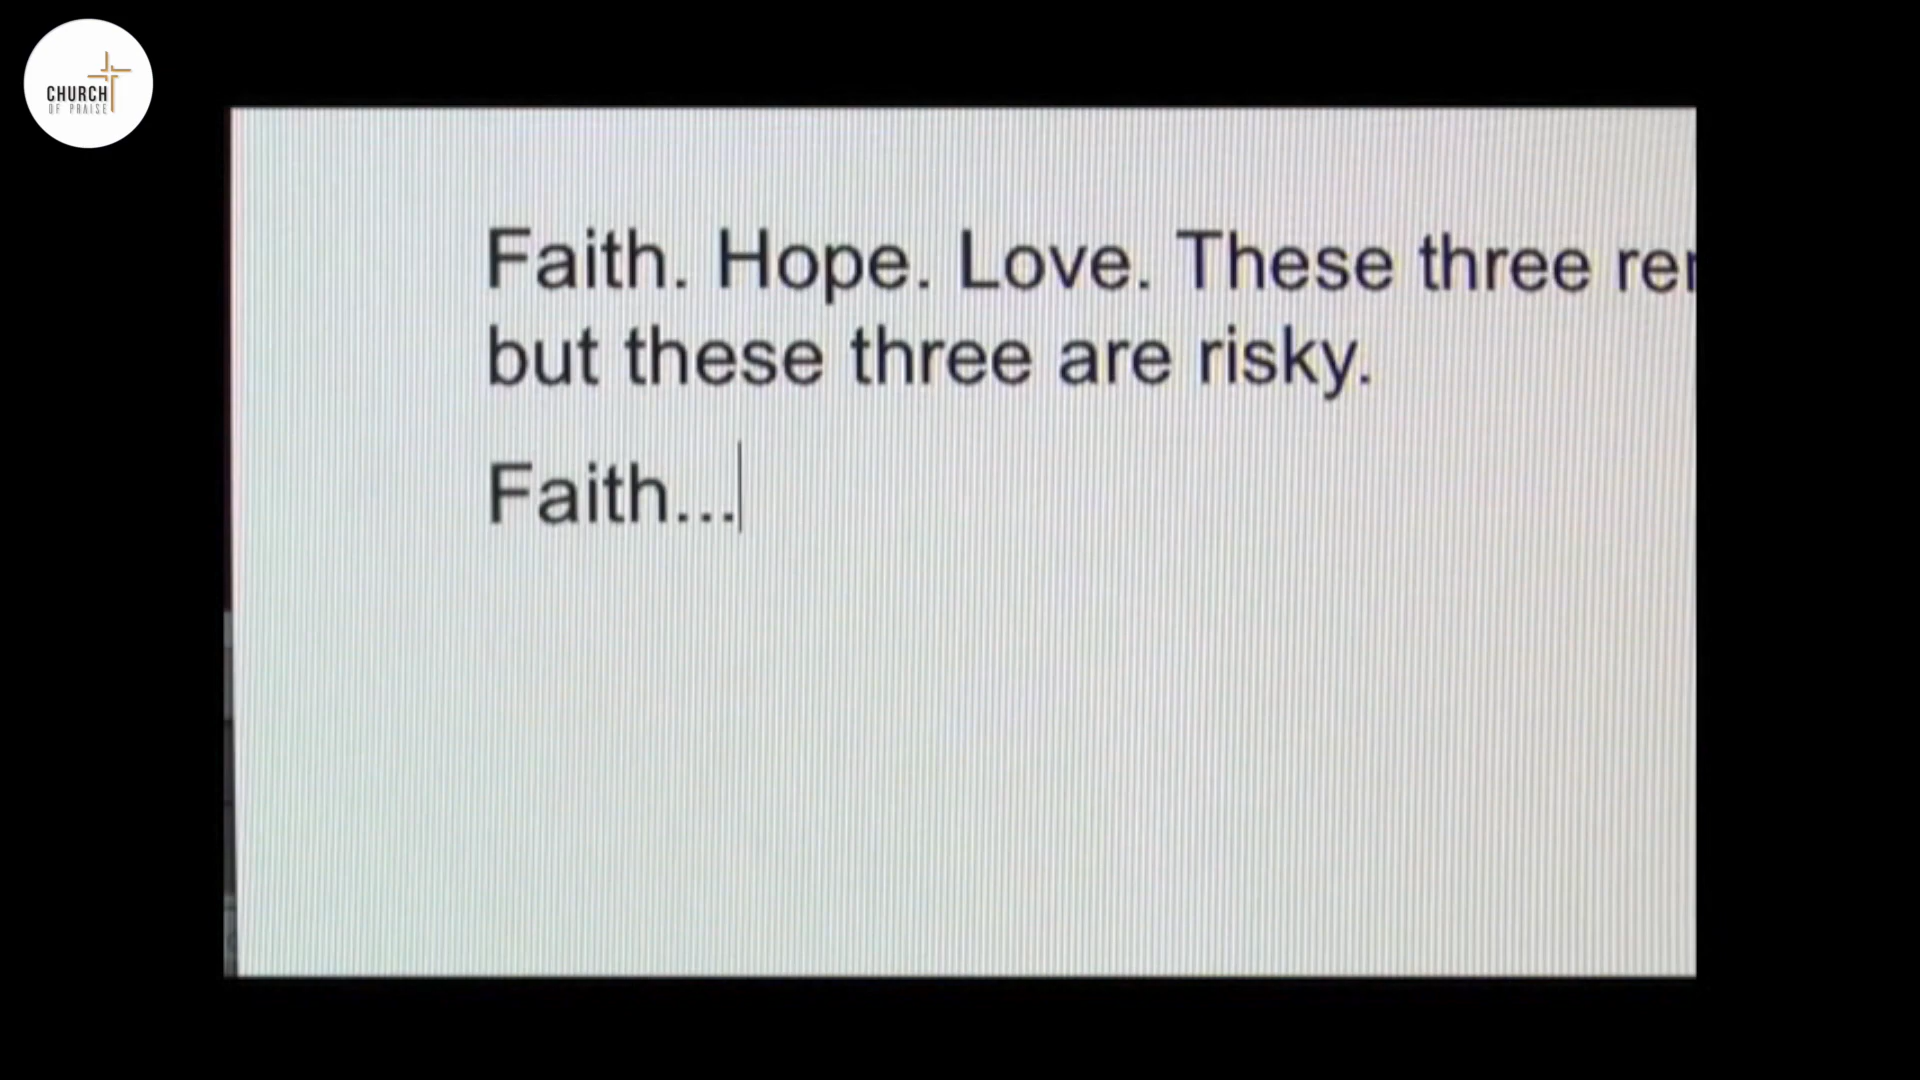 CHURCH
OF PRAISE
Faith. Hope. Love. These three
but these three are risky.
Faith...